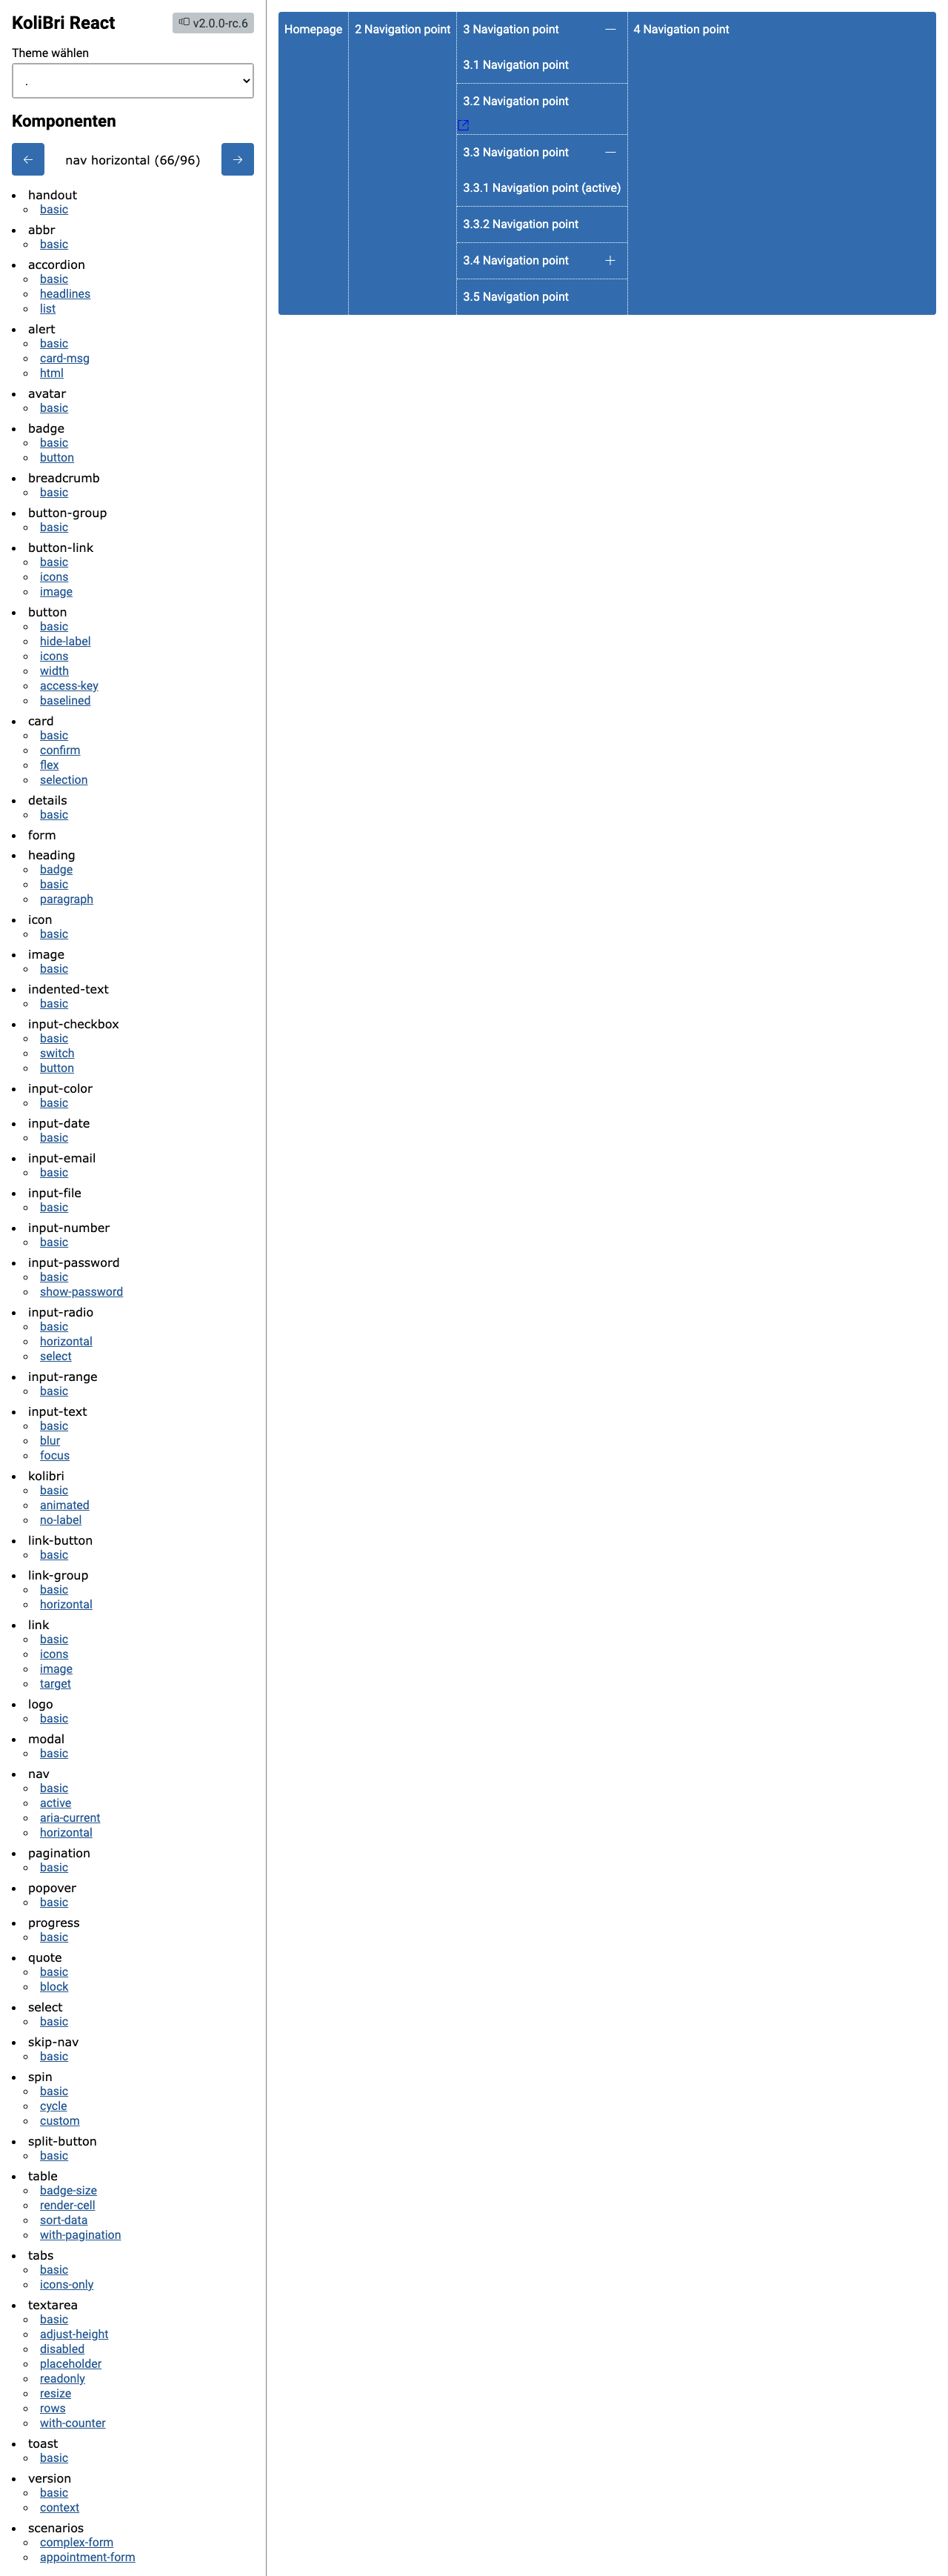 KoliBri React
v2.0.0-rc.6
Theme wählen
.
Komponenten
←
nav horizontal (66/96)
→
handout
basic
abbr
basic
accordion
basic
headlines
list
alert
basic
card-msg
html
avatar
basic
badge
basic
button
breadcrumb
basic
button-group
basic
button-link
basic
icons
image
button
basic
hide-label
icons
width
access-key
baselined
card
basic
confirm
flex
selection
details
basic
form
heading
badge
basic
paragraph
icon
basic
image
basic
indented-text
basic
input-checkbox
basic
switch
button
input-color
basic
input-date
basic
input-email
basic
input-file
basic
input-number
basic
input-password
basic
show-password
input-radio
basic
horizontal
select
input-range
basic
input-text
basic
blur
focus
kolibri
basic
animated
no-label
link-button
basic
link-group
basic
horizontal
link
basic
icons
image
target
logo
basic
modal
basic
nav
basic
active
aria-current
horizontal
pagination
basic
popover
basic
progress
basic
quote
basic
block
select
basic
skip-nav
basic
spin
basic
cycle
custom
split-button
basic
table
badge-size
render-cell
sort-data
with-pagination
tabs
basic
icons-only
textarea
basic
adjust-height
disabled
placeholder
readonly
resize
rows
with-counter
toast
basic
version
basic
context
scenarios
complex-form
appointment-form
Homepage
2 Navigation point
3 Navigation point
3.1 Navigation point
3.2 Navigation point
3.3 Navigation point
3.3.1 Navigation point (active)
3.3.2 Navigation point
3.4 Navigation point
3.5 Navigation point
4 Navigation point